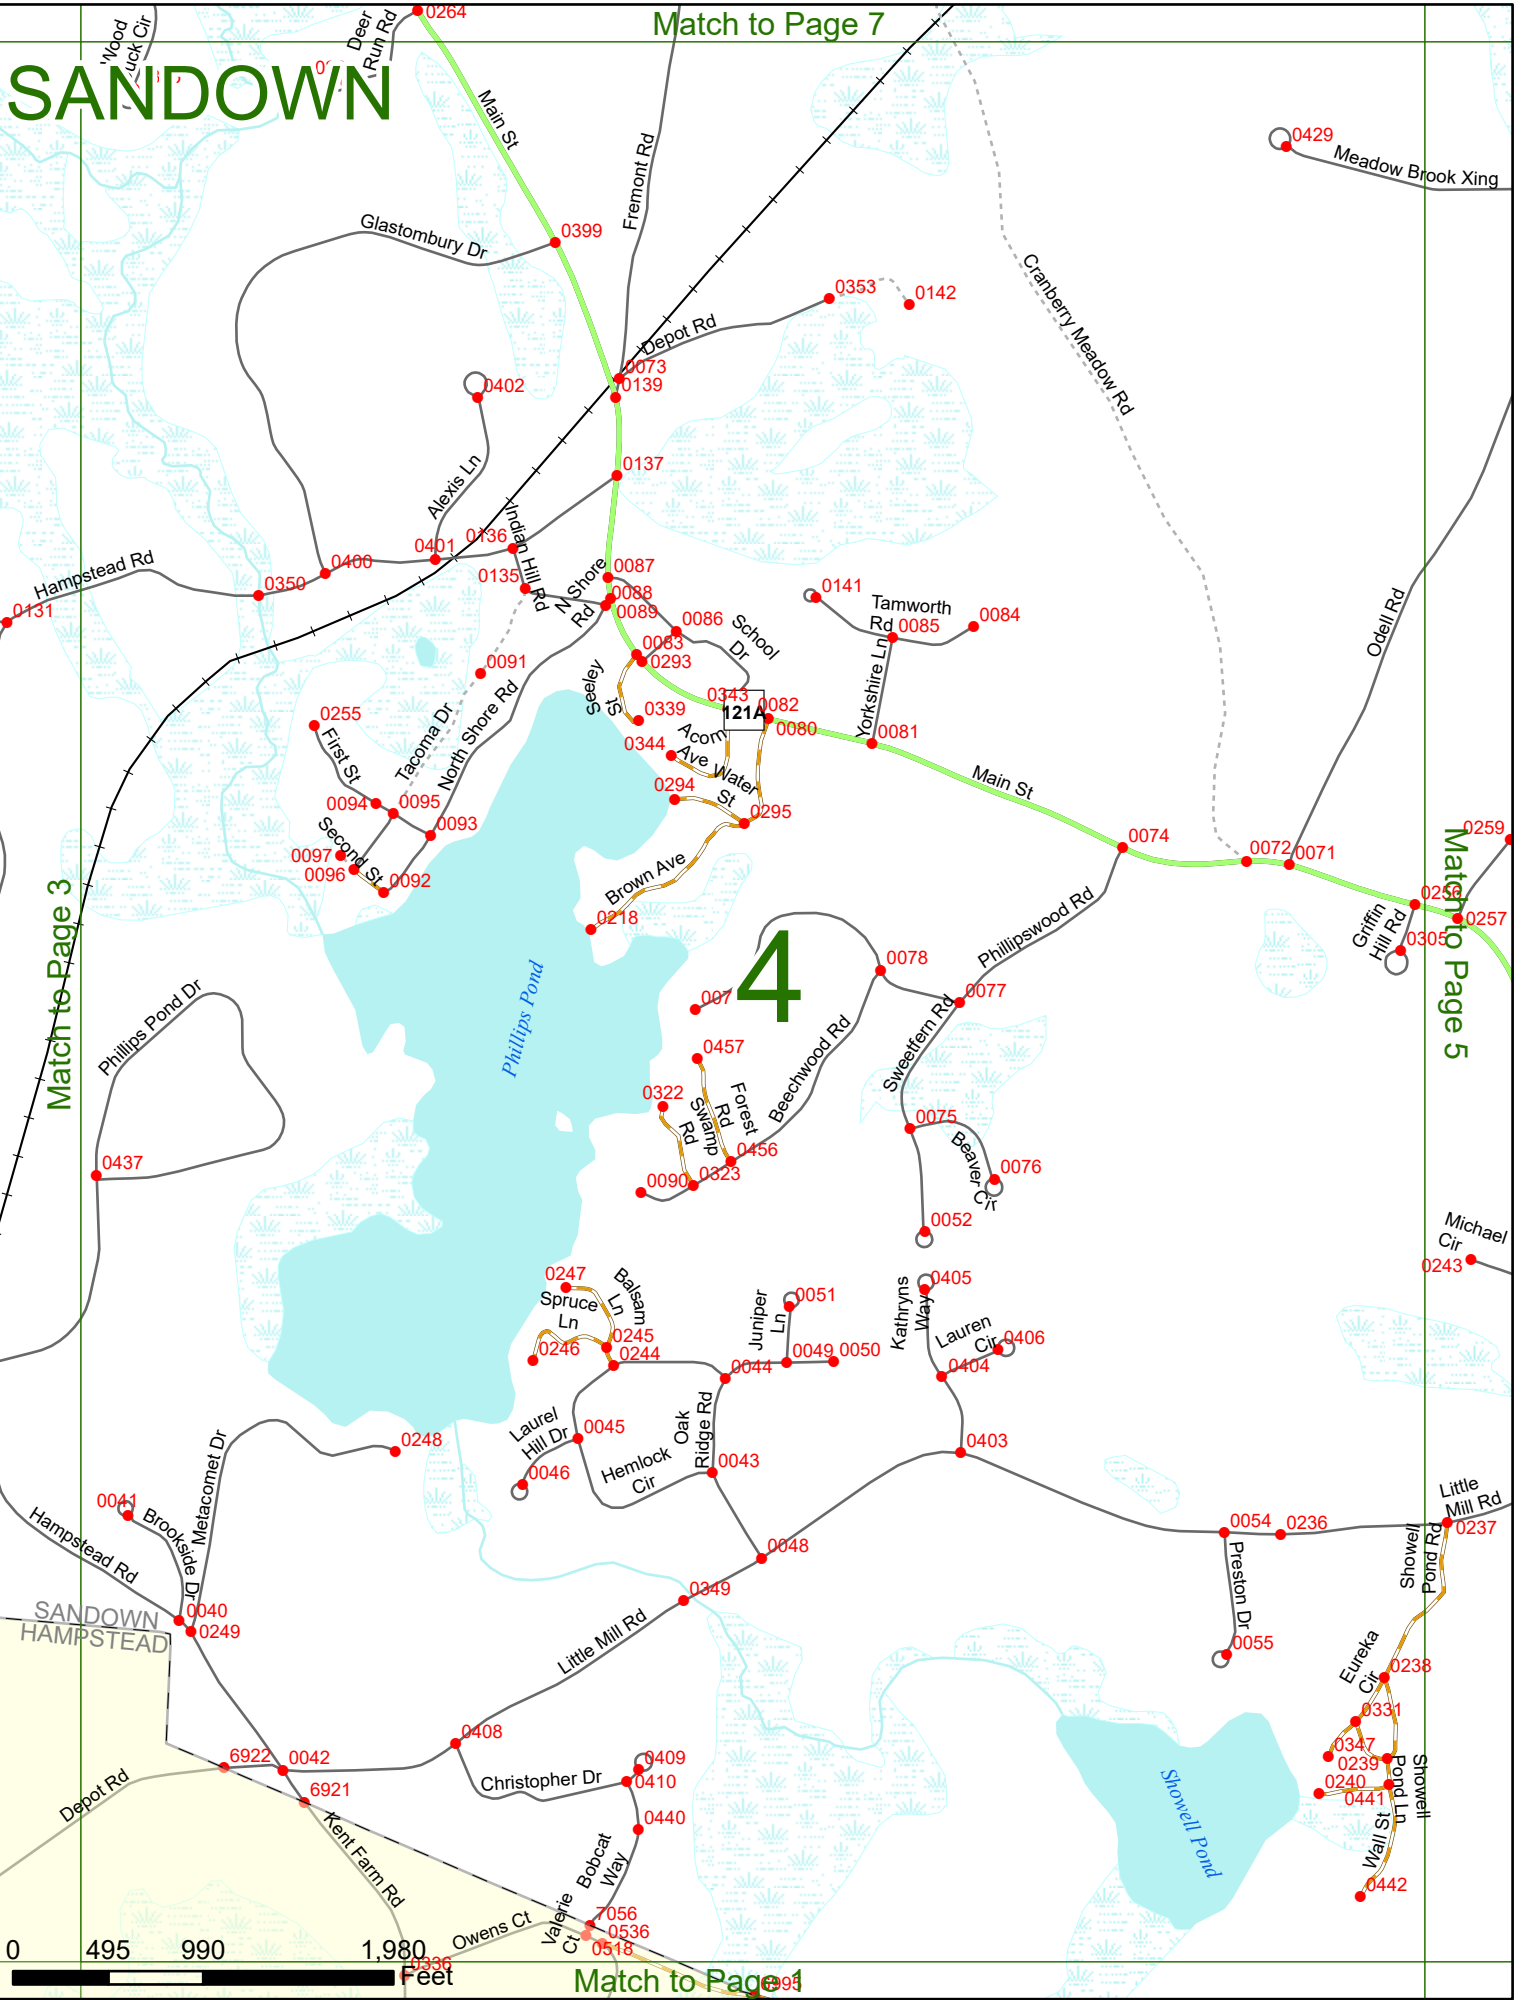 Match to Page 7
SANDOWN
Wood
uck Cir
Deer
Run Rd
0264
Main St
Fremont Rd
0429
Meadow Brook Xing
Glastombury Dr
0399
0353
0142
Cranberry Meadow Rd
Depot Rd
0073
0139
0402
Alexis Ln
0137
Indian Hill Rd
0136
0401
0400
0350
Hampstead Rd
0131
0135
N Shore
Rd
0087
0088
0089
0086
School
Dr
0083
0293
0141
Tamworth
Rd
0085
0084
Yorkshire Ln
Odell Rd
0091
Seeley
St
0339
0343
121A
0082
0080
0081
0255
First St
Tacoma Dr
North Shore Rd
0344
Acorn
Ave
Water
St
0294
0295
Main St
0094
0095
0093
Second St
0097
0096
0092
0074
0072
0071
0259
Brown Ave
0218
Match to Page 3
Phillipswood Rd
Griffin
Hill Rd
0256
0257
0305
Match to Page 5
4
0078
0077
007
Phillips Pond
Phillips Pond Dr
Sweetfern Rd
Beechwood Rd
0457
Forest
Rd
0322
Swamp
Rd
0456
0075
Beaver Cir
0076
0437
0323
0090
0052
Michael
Cir
0243
0247
Spruce
Ln
Balsam
Ln
0245
0246
0244
Juniper
Ln
0051
0049
0050
0044
Kathryns
Way
0405
Lauren
Cir
0406
0404
Laurel
Hill Dr
0045
0046
Oak
Ridge Rd
Hemlock
Cir
0043
0403
0248
Metacomet Dr
0041
Brookside Dr
Hampstead Rd
0048
0054
0236
Little
Mill Rd
0237
Showell
Pond Rd
Preston Dr
0055
0349
Little Mill Rd
0040
0249
SANDOWN
HAMPSTEAD
Eureka
Cir
0238
0331
0347
0239
0240
0441
Showell
Pond Ln
Wall St
0442
Showell Pond
0408
6922
0042
6921
Depot Rd
Kent Farm Rd
Christopher Dr
0409
0410
0440
Bobcat
Way
Valerie
Ct
7056
0536
0518
Owens Ct
0336
0 495 990 1,980
Feet
Match to Page 1
6995